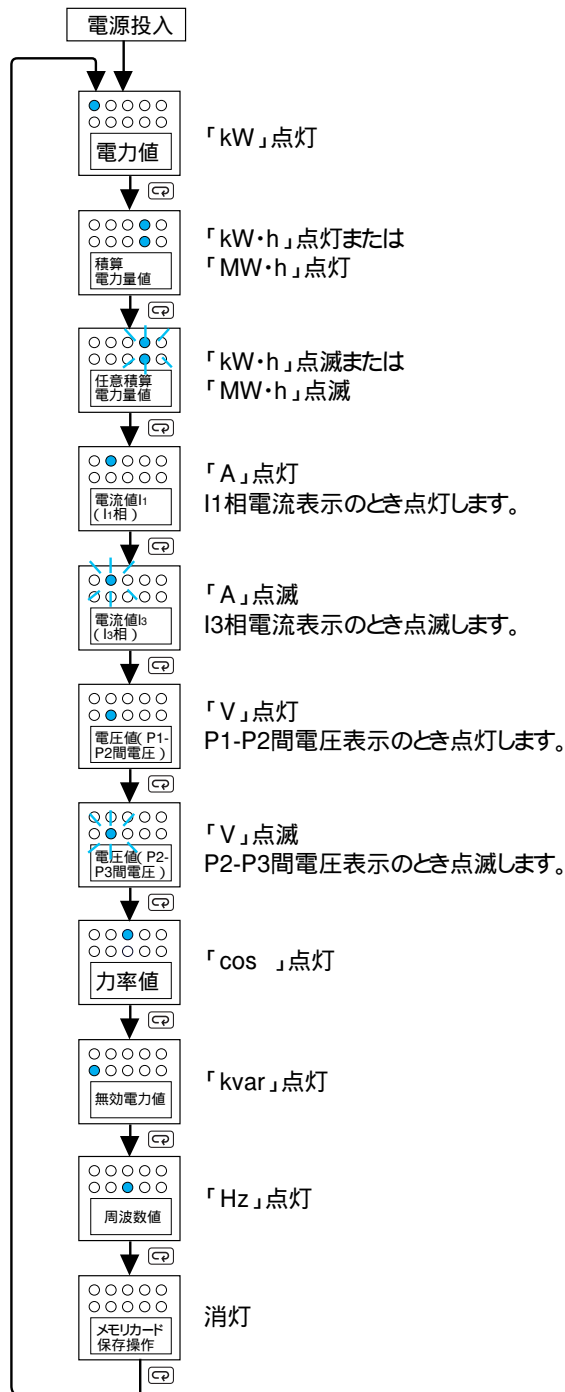 電源投入
電力値
「kW」点灯
積算
電力量値
「kW・h」点灯または
「MW・h」点灯
任意積算
電力量値
「kW・h」点滅または
「MW・h」点滅
電流値I1
(I1相)
「A」点灯
I1相電流表示のとき点灯します。
電流値I3
(I3相)
「A」点滅
I3相電流表示のとき点滅します。
電圧値(P1-
P2間電圧)
「V」点灯
P1-P2間電圧表示のとき点灯します。
電圧値(P2-
P3間電圧)
「V」点滅
P2-P3間電圧表示のとき点滅します。
力率値
「cos 」点灯
無効電力値
「kvar」点灯
周波数値
「Hz」点灯
メモリカード
保存操作
消灯